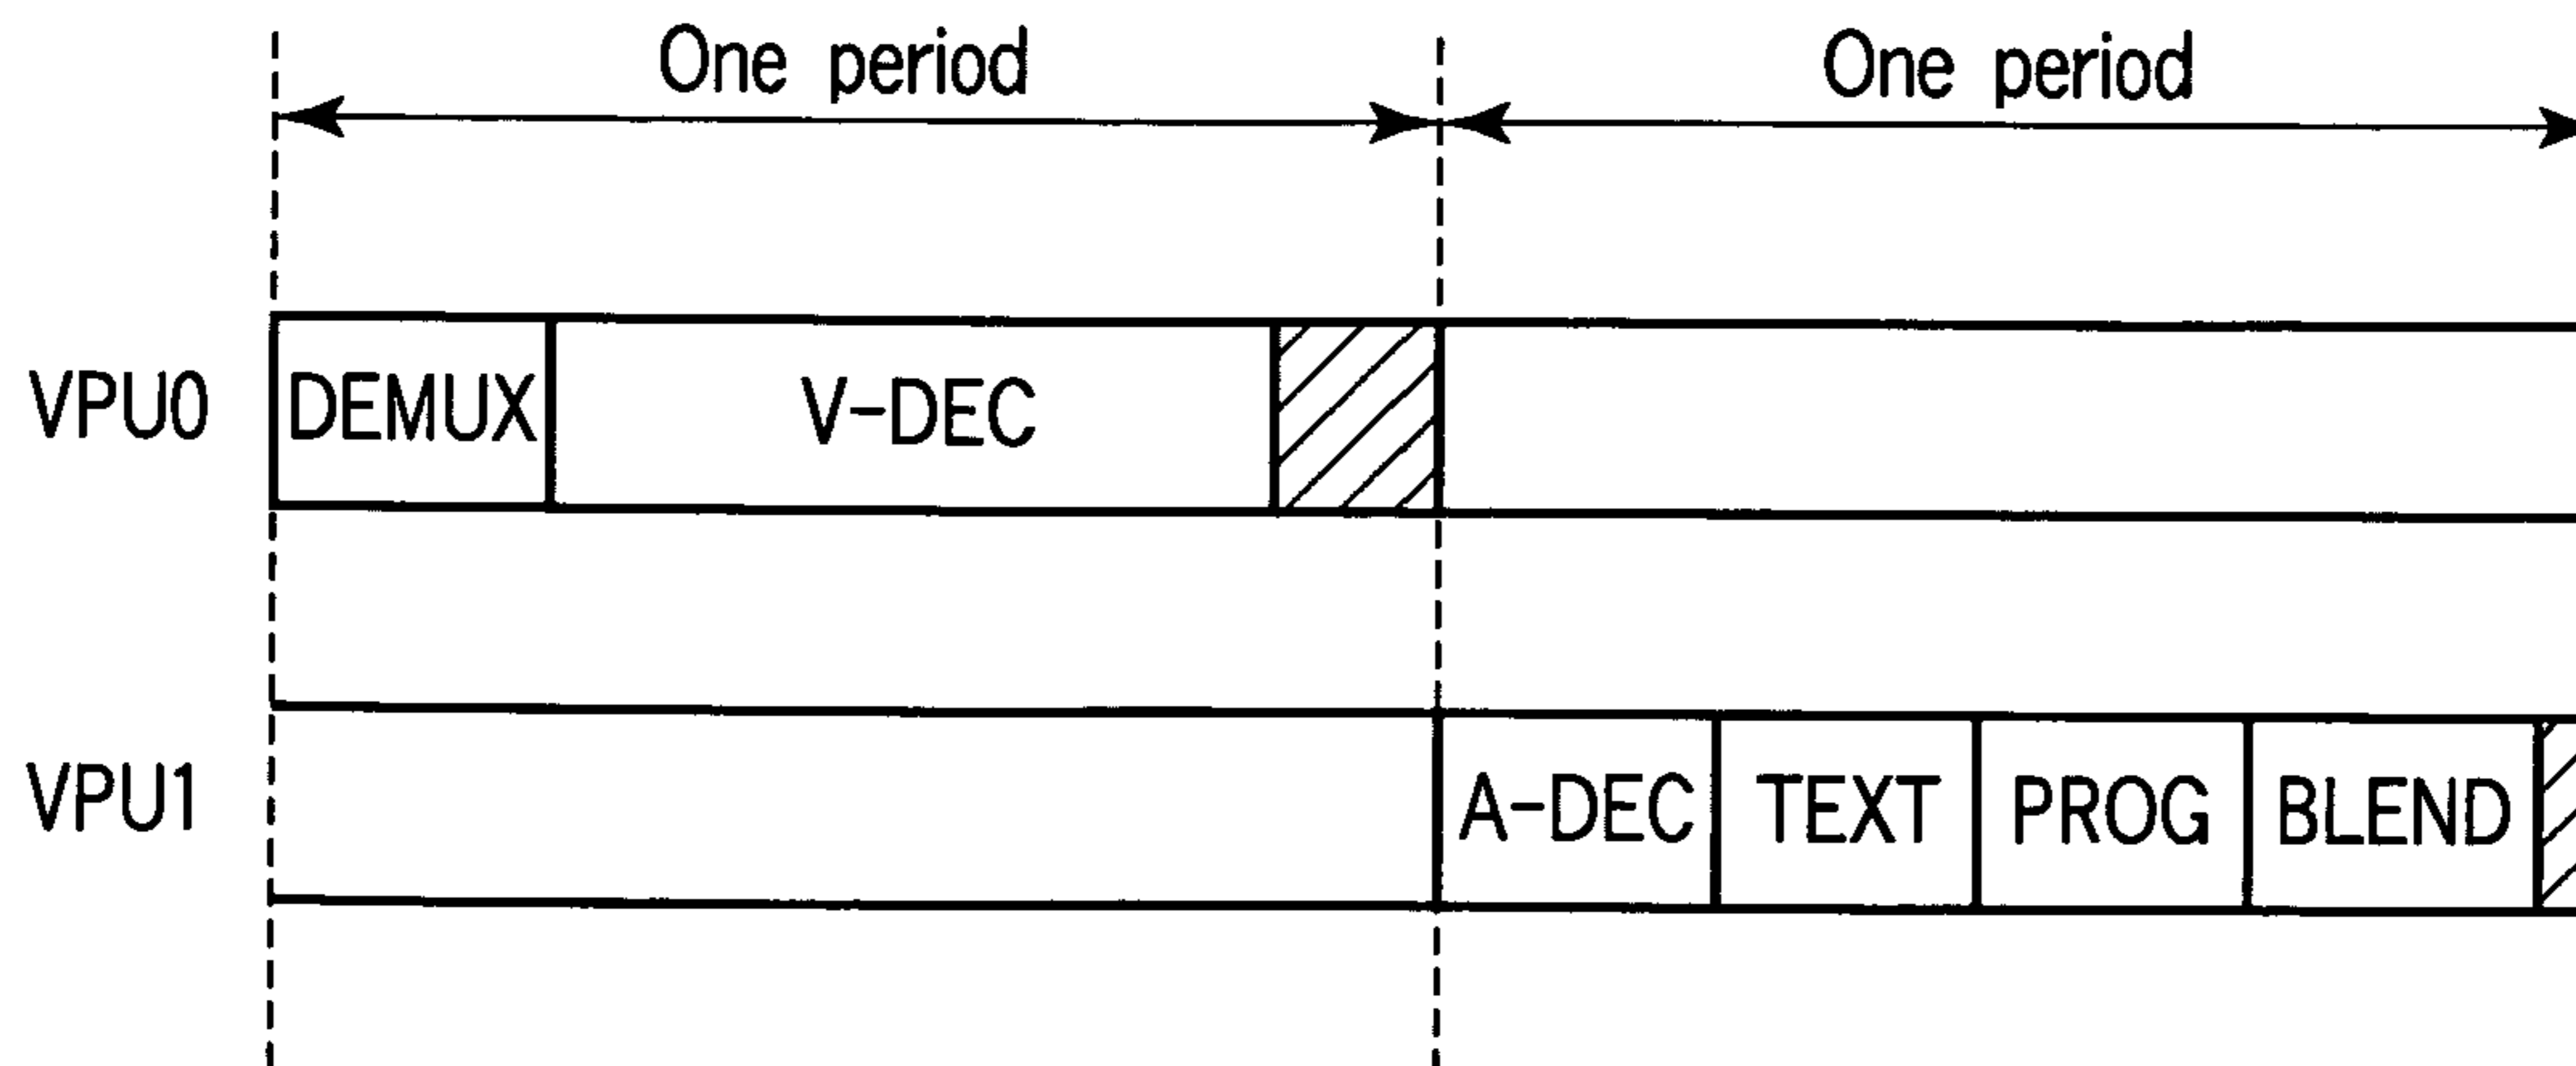 One period One period
VPU0 DEMUX V-DEC
VPU1 A-DEC TEXT PROG BLEND